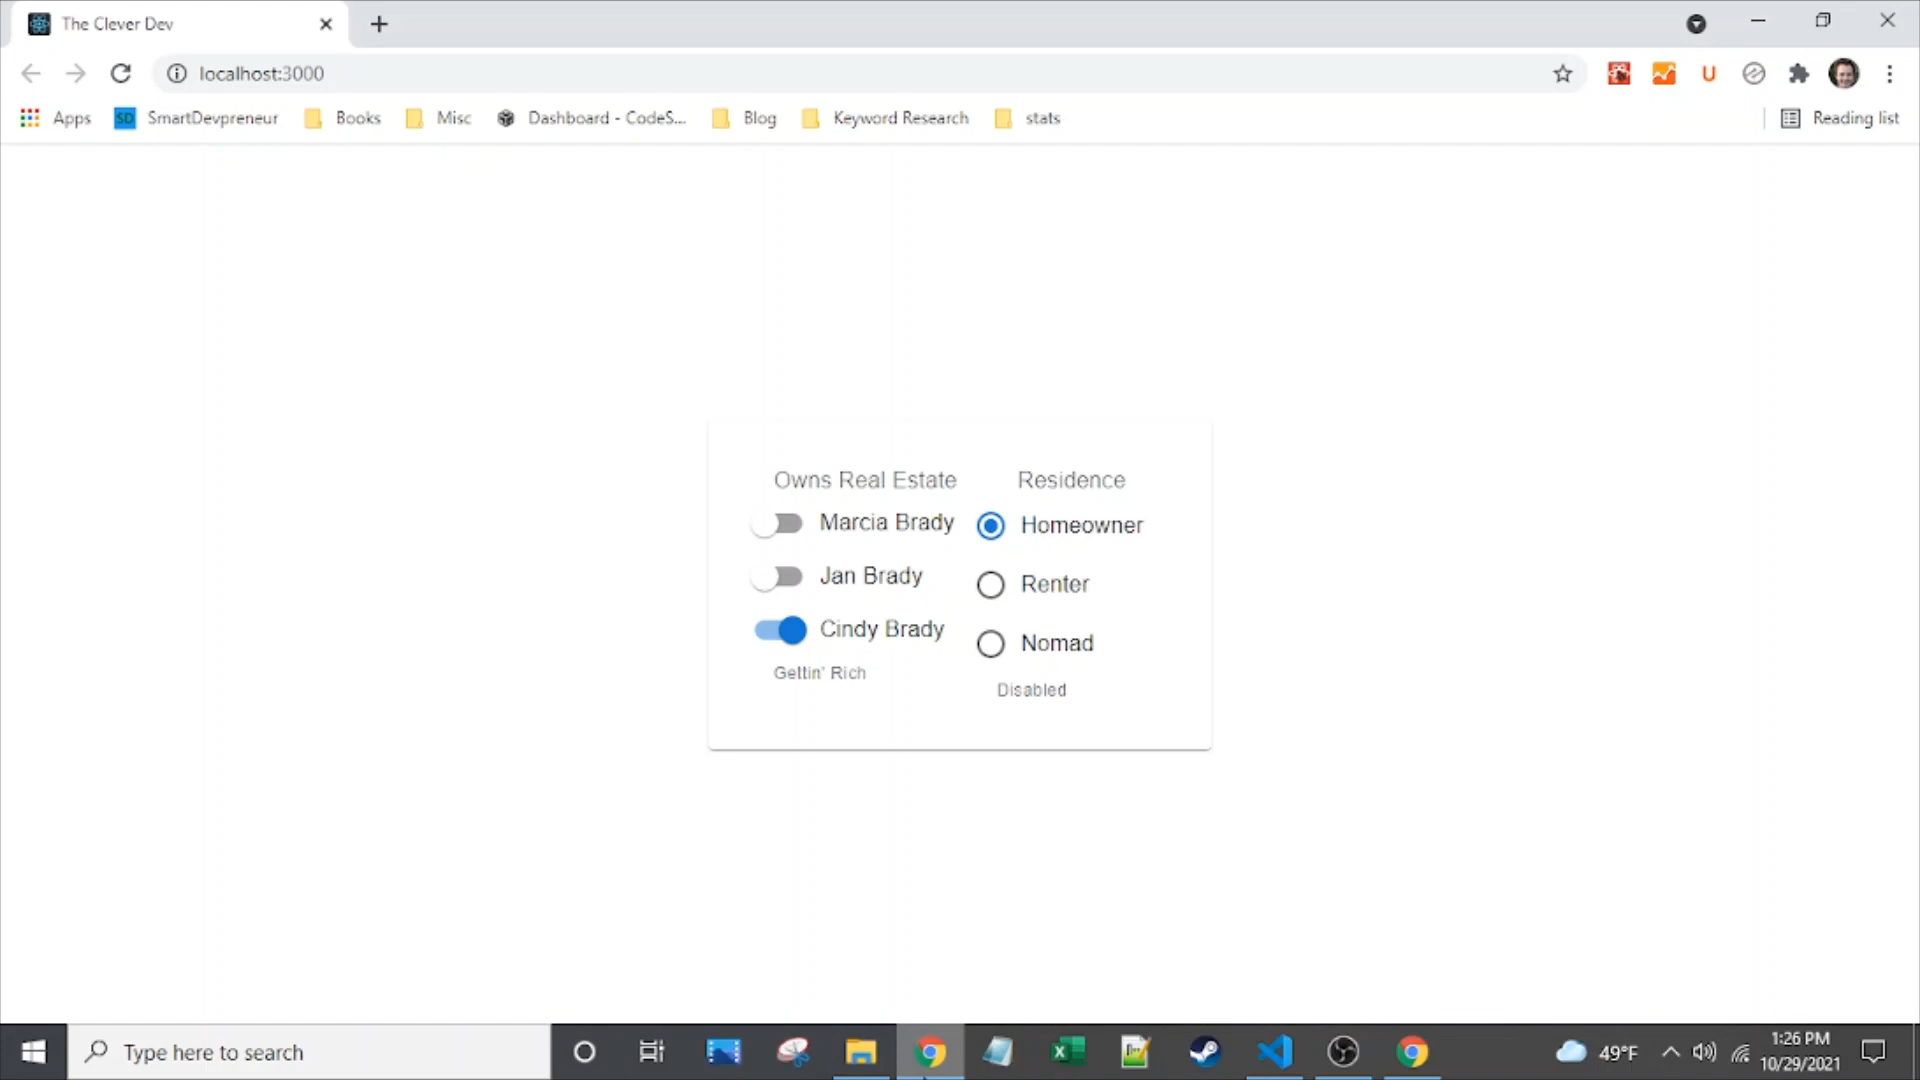 The Clever Dev
localhost:3000
Apps SmartDevpreneur Books Misc Dashboard - CodeS... Blog Keyword Research stats Reading list
Owns Real Estate Residence
Marcia Brady Homeowner
Jan Brady Renter
Cindy Brady Nomad
Gettin' Rich Disabled
Type here to search
49°F
1:26 PM
10/29/2021